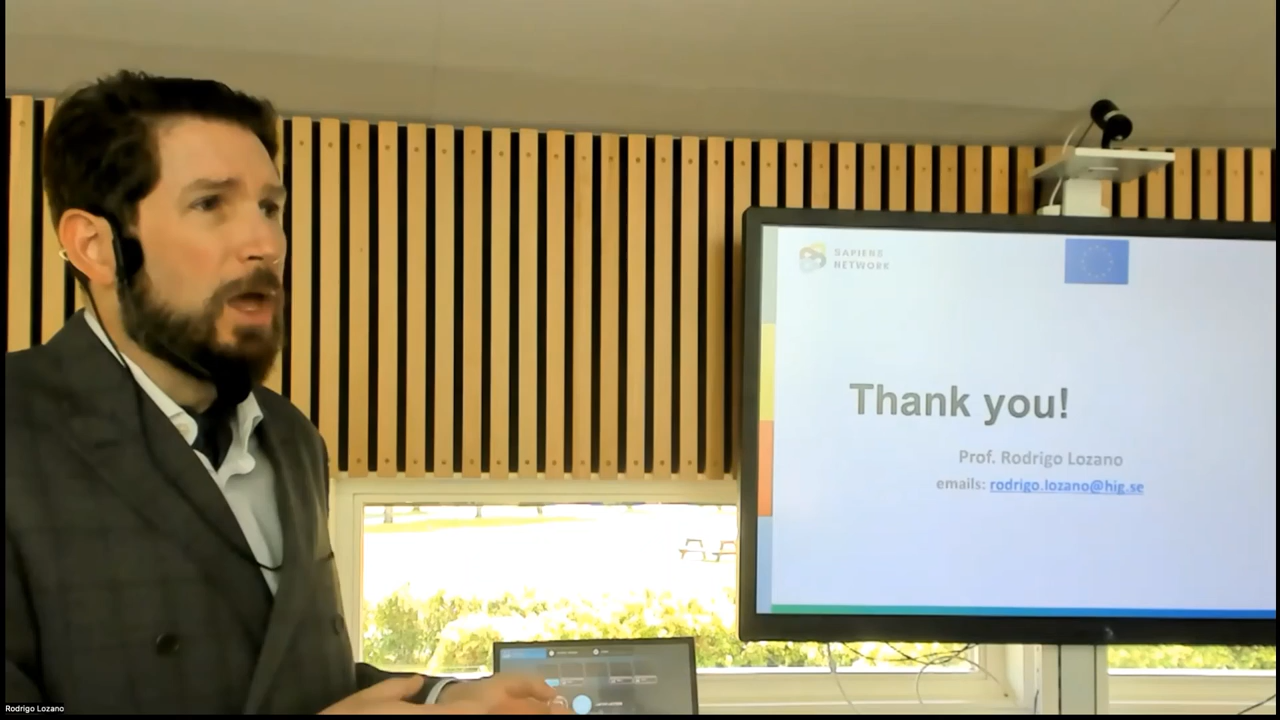 SAPIENS
NETWORK
Thank you!
Prof. Rodrigo Lozano
emails: rodrigo.lozano@hig.se
Rodrigo Lozano